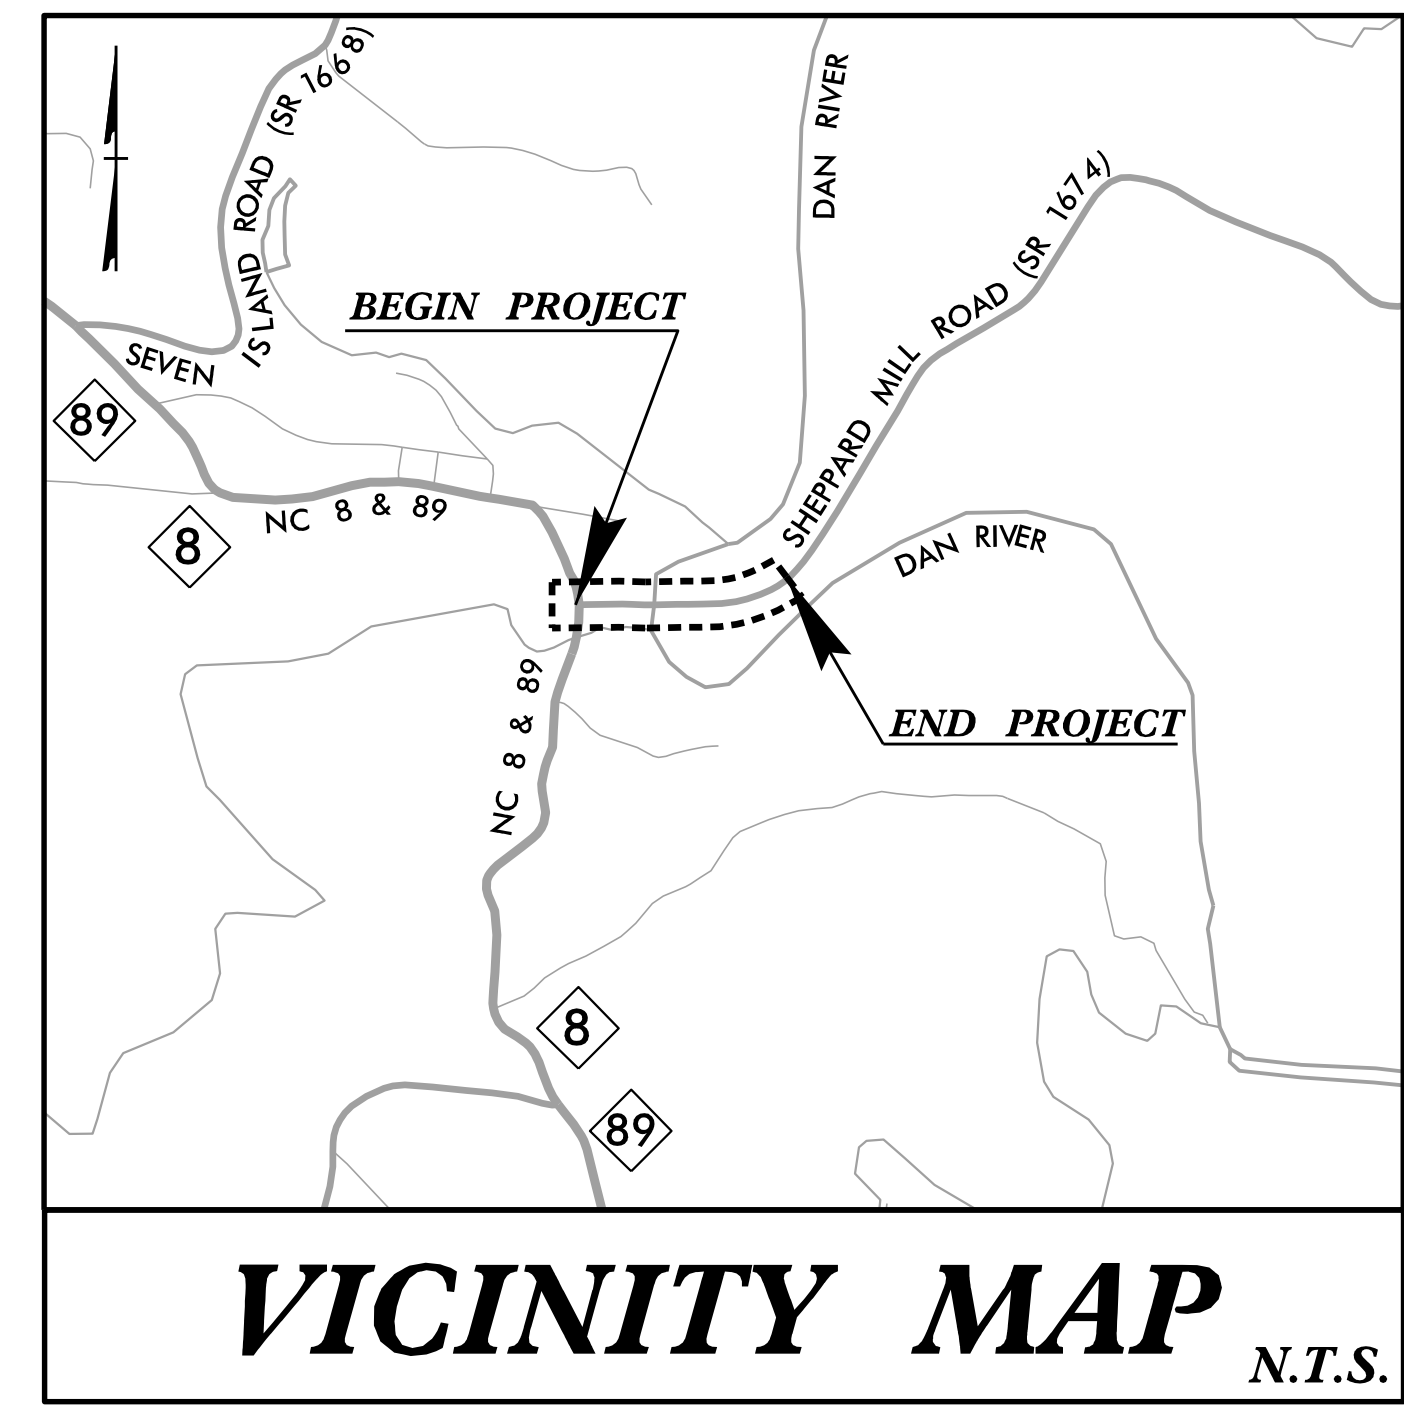 SEVEN ISLAND ROAD (SR 1668)
DAN RIVER
SHEPPARD MILL ROAD (SR 1674)
BEGIN PROJECT
89
8
NC 8 & 89
DAN RIVER
NC 8 & 89
END PROJECT
8
89
VICINITY MAP
N.T.S.